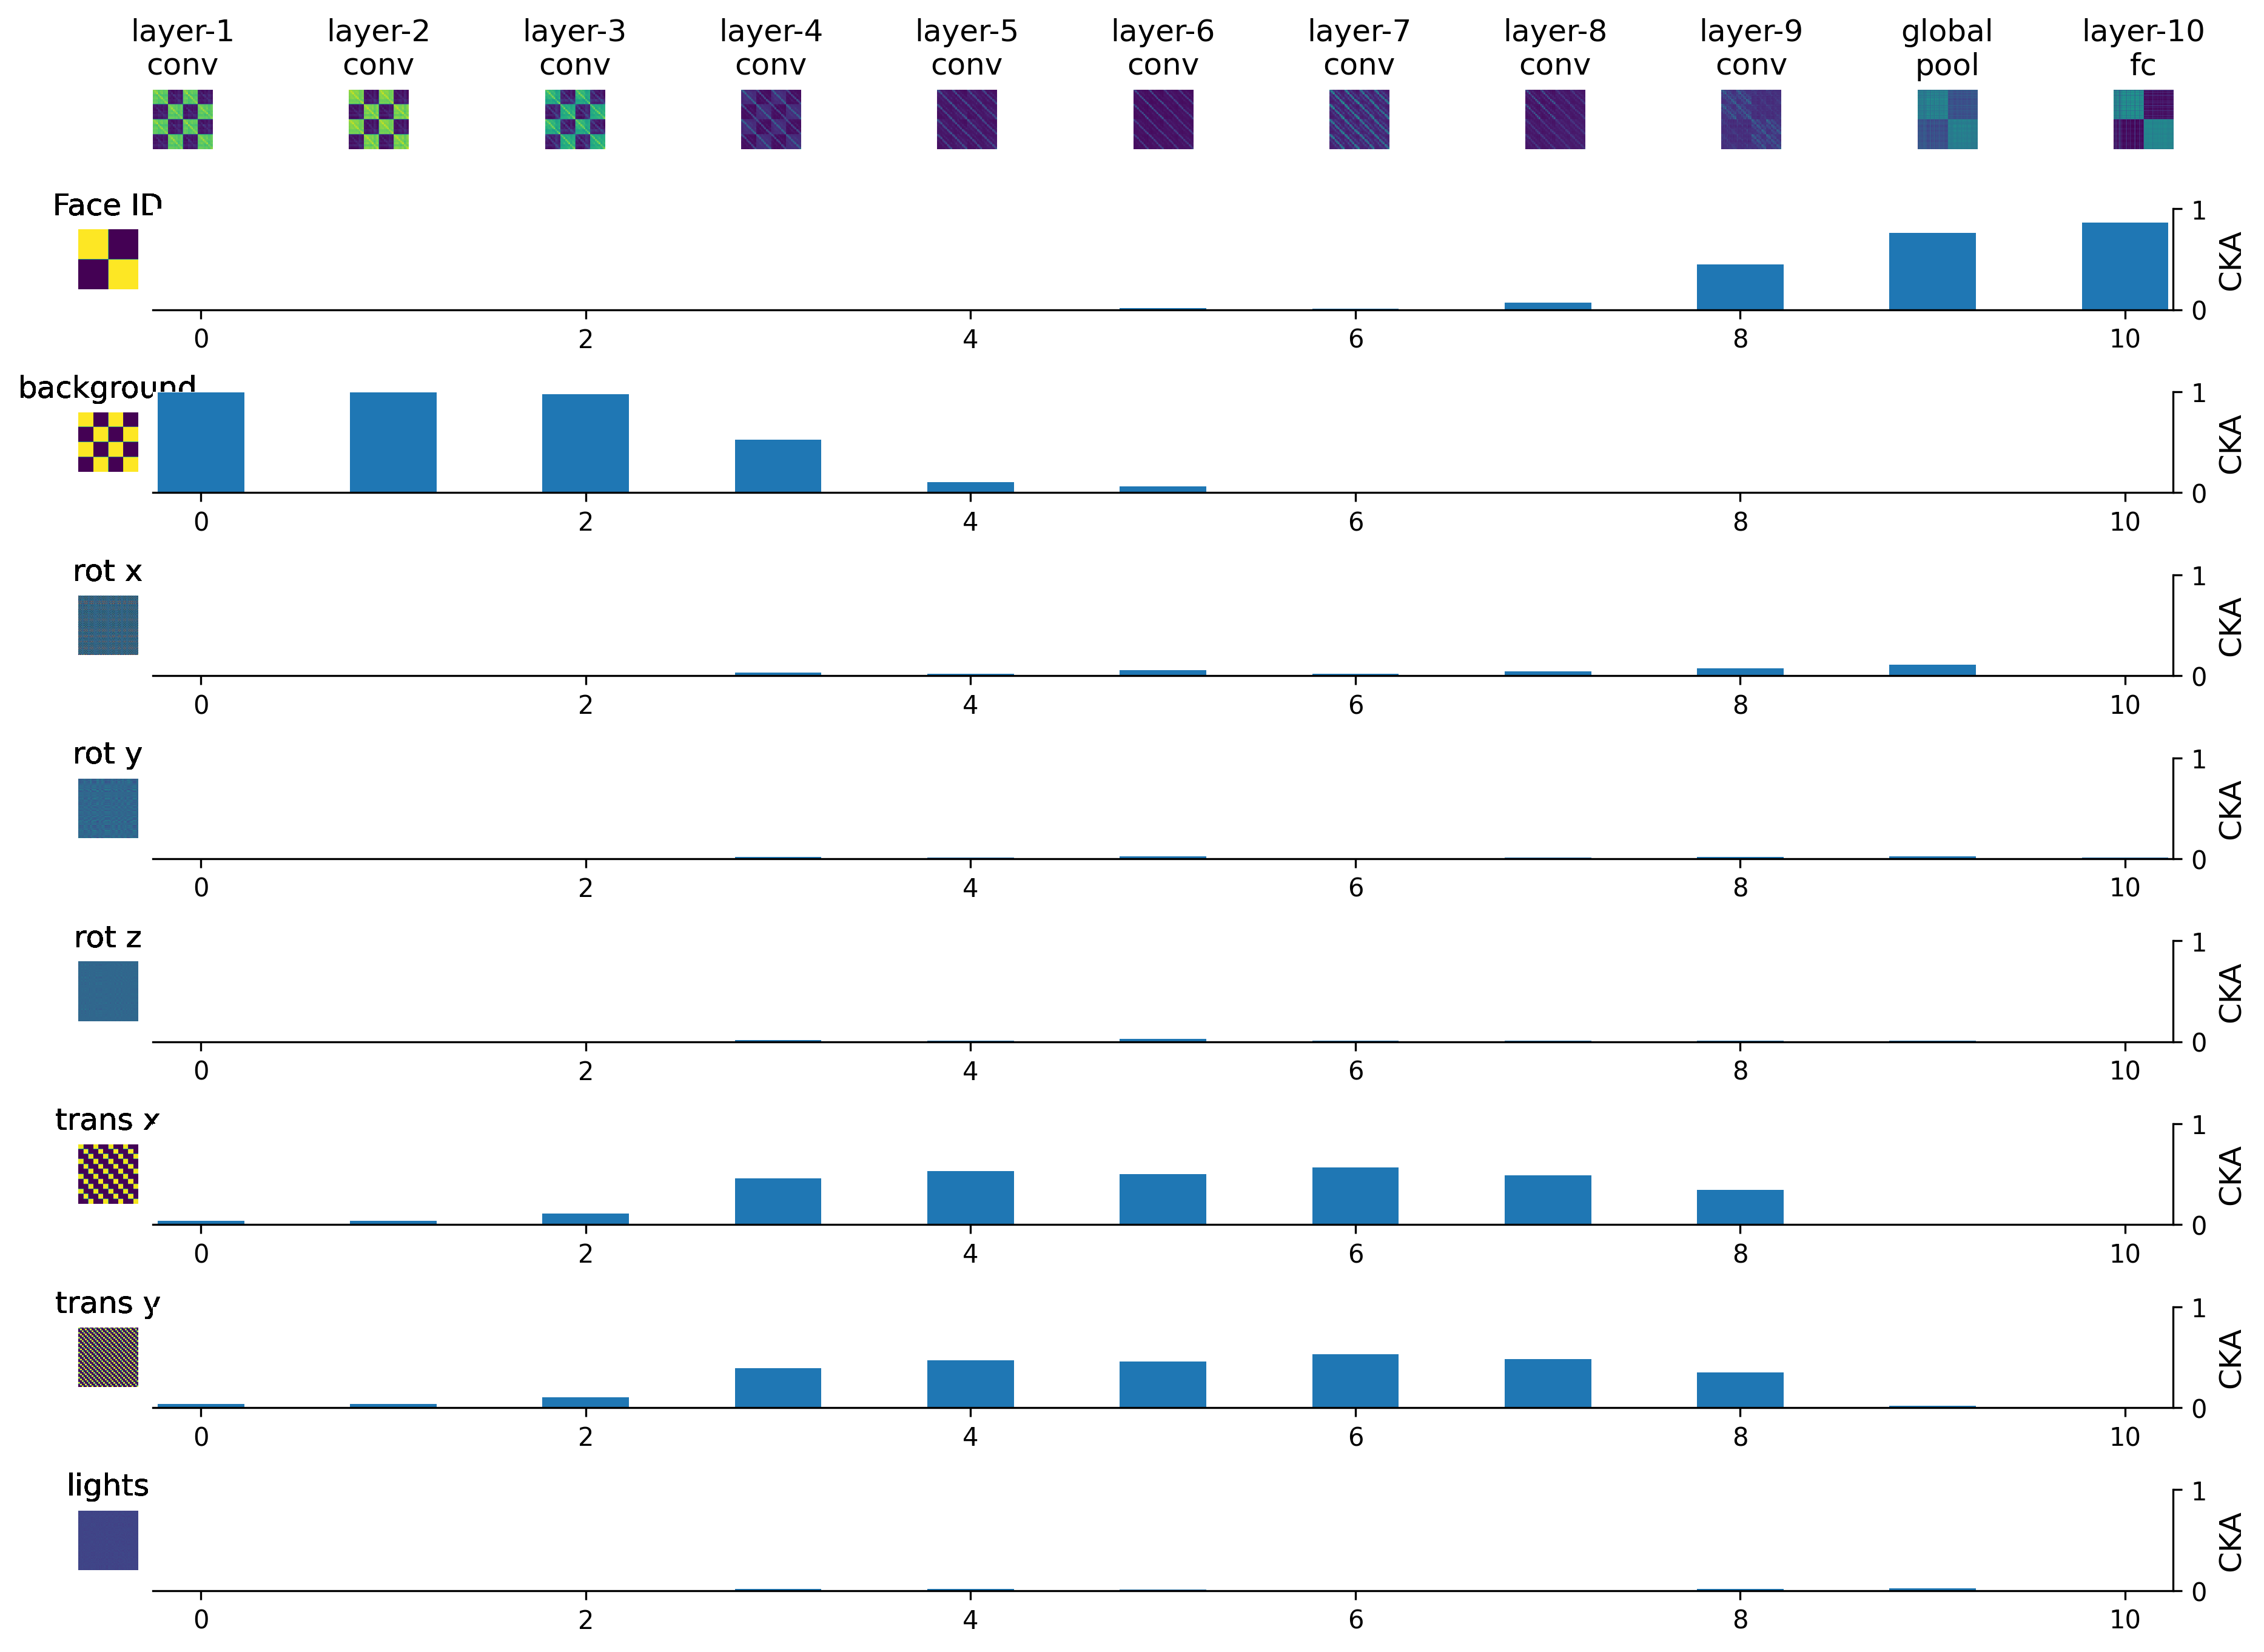 layer-1 layer-2 layer-3 layer-4 layer-5 layer-6 layer-7 layer-8 layer-9 global layer-10
conv conv conv conv conv conv conv conv conv pool fc
Face ID
1
CKA
0
0 2 4 6 8 10
background
1
CKA
0
0 2 4 6 8 10
rot x
1
CKA
0
0 2 4 6 8 10
rot y
1
CKA
0
0 2 4 6 8 10
rot z
1
CKA
0
0 2 4 6 8 10
trans x
1
CKA
0
0 2 4 6 8 10
trans y
1
CKA
0
0 2 4 6 8 10
lights
1
CKA
0
0 2 4 6 8 10